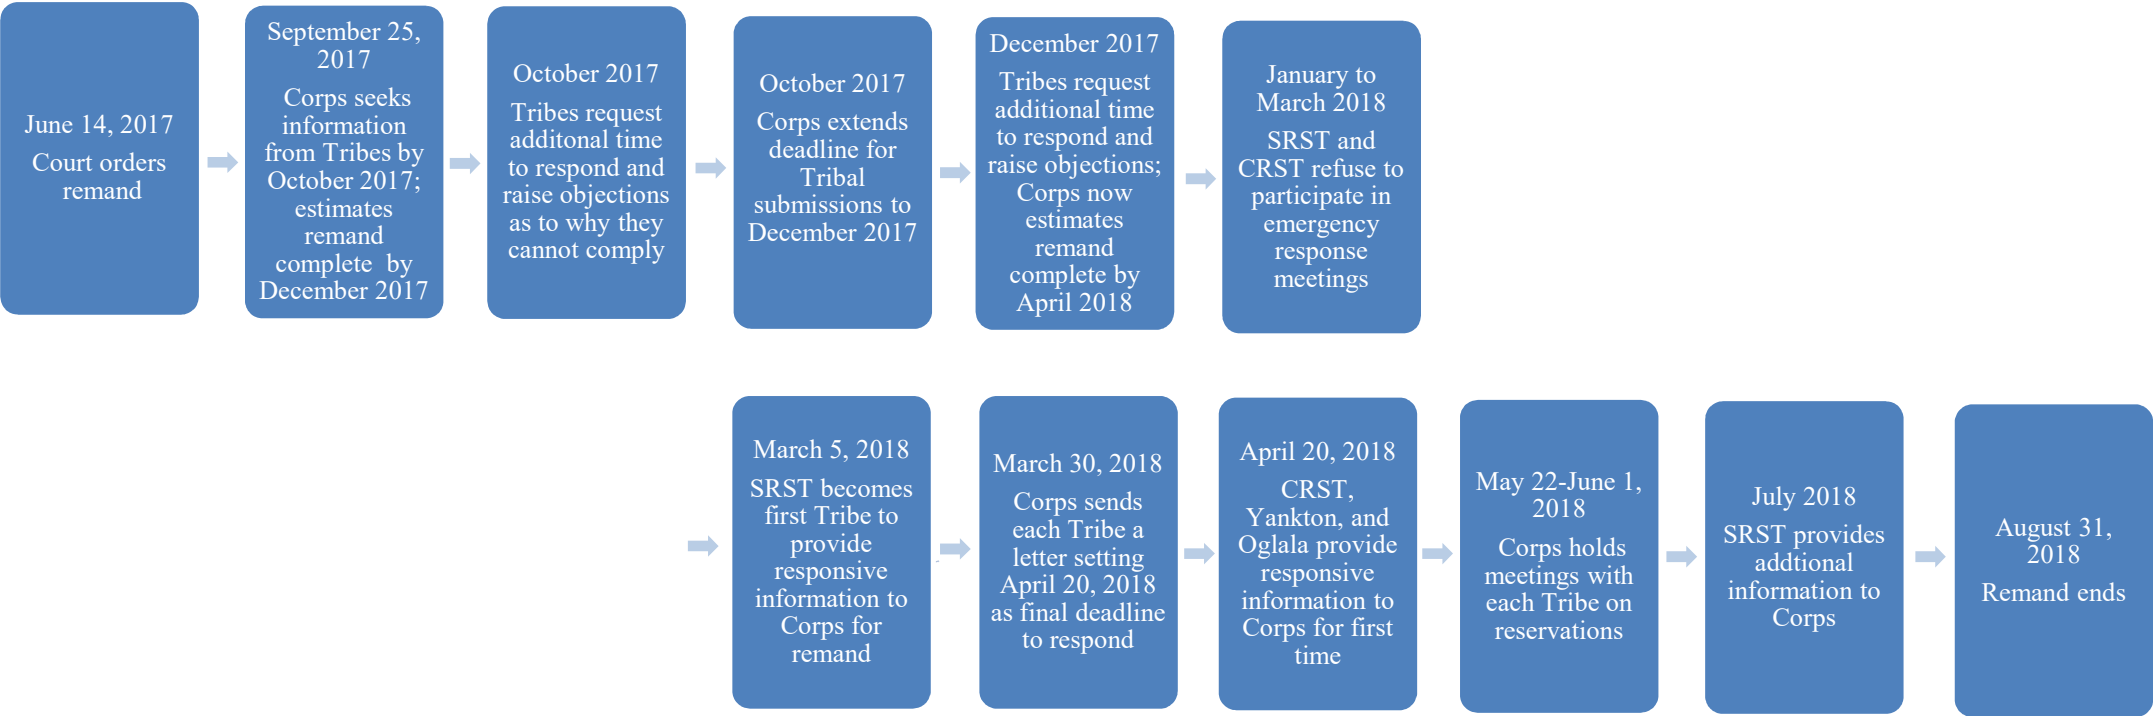 June 14, 2017
Court orders
remand
September 25,
2017
Corps seeks
information
from Tribes by
October 2017;
estimates
remand
complete by
December 2017
October 2017
Tribes request
additonal time
to respond and
raise objections
as to why they
cannot comply
October 2017
Corps extends
deadline for
Tribal
submissions to
December 2017
December 2017
Tribes request
additional time
to respond and
raise objections;
Corps now
estimates
remand
complete by
April 2018
January to
March 2018
SRST and
CRST refuse to
participate in
emergency
response
meetings
March 5, 2018
SRST becomes
first Tribe to
provide
responsive
information to
Corps for
remand
March 30, 2018
Corps sends
each Tribe a
letter setting
April 20, 2018
as final deadline
to respond
April 20, 2018
CRST,
Yankton, and
Oglala provide
responsive
information to
Corps for first
time
May 22-June 1,
2018
Corps holds
meetings with
each Tribe on
reservations
July 2018
SRST provides
addtional
information to
Corps
August 31,
2018
Remand ends